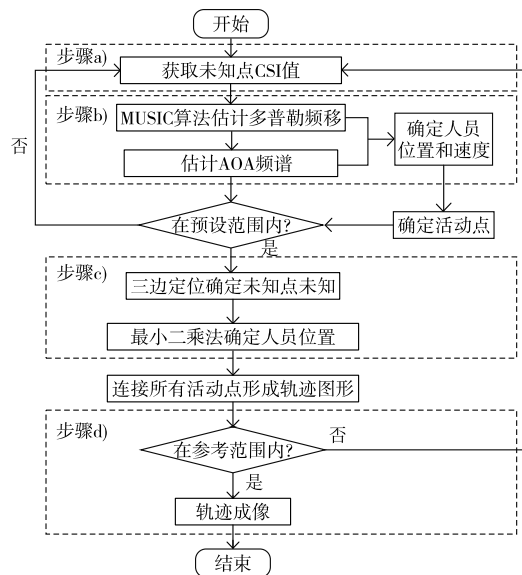 开始
步骤a)
获取未知点CSI值
步骤b)
MUSIC算法估计多普勒频移
估计AOA频谱
确定人员
位置和速度
确定活动点
否
在预设范围内?
是
步骤c)
三边定位确定未知点未知
最小二乘法确定人员位置
连接所有活动点形成轨迹图形
步骤d)
在参考范围内?
否
是
轨迹成像
结束